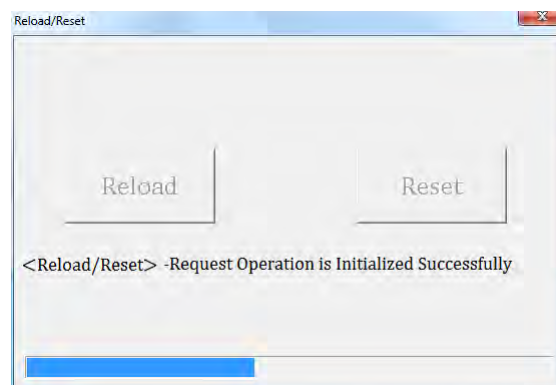 Reload/Reset
Reload Reset
<Reload/Reset> -Request Operation is Initialized Successfully